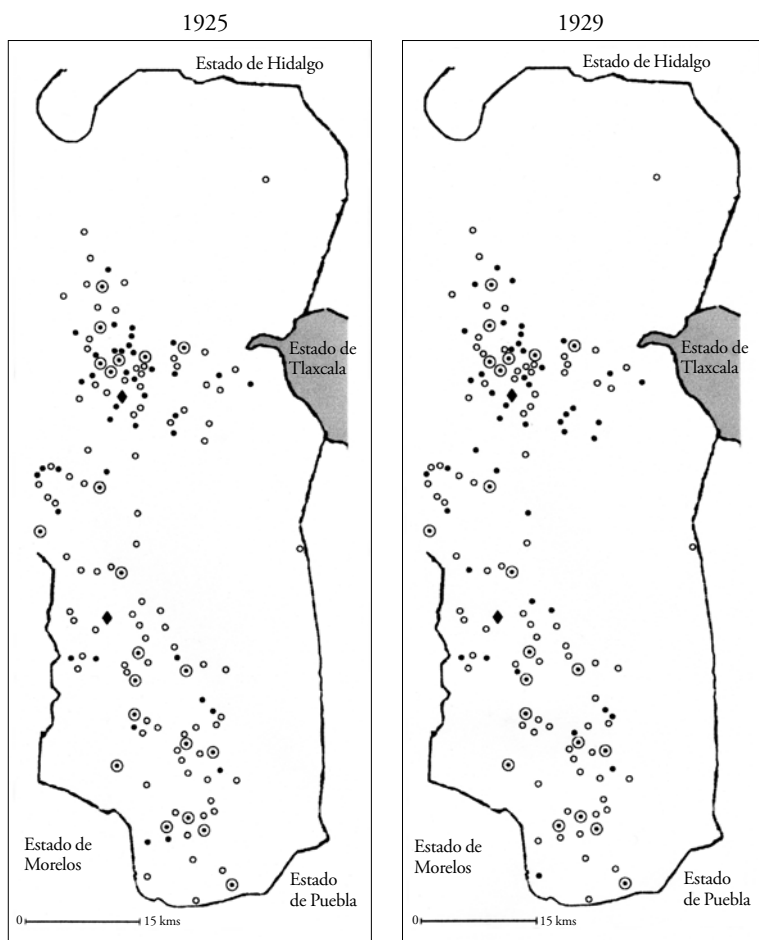 1925
Estado de Hidalgo
Estado de
Tlaxcala
Estado de
Morelos
Estado
de Puebla
0
15 kms
1929
Estado de Hidalgo
Estado de
Tlaxcala
Estado de
Morelos
Estado
de Puebla
0
15 kms